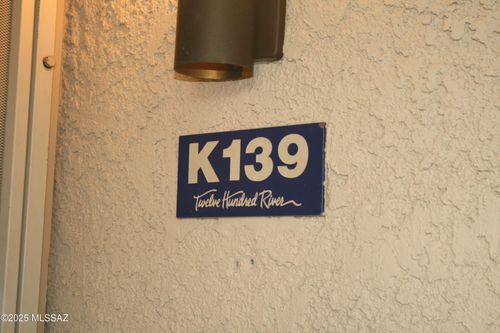 K139
Twelve Hundred River
©2025 MLSSAZ